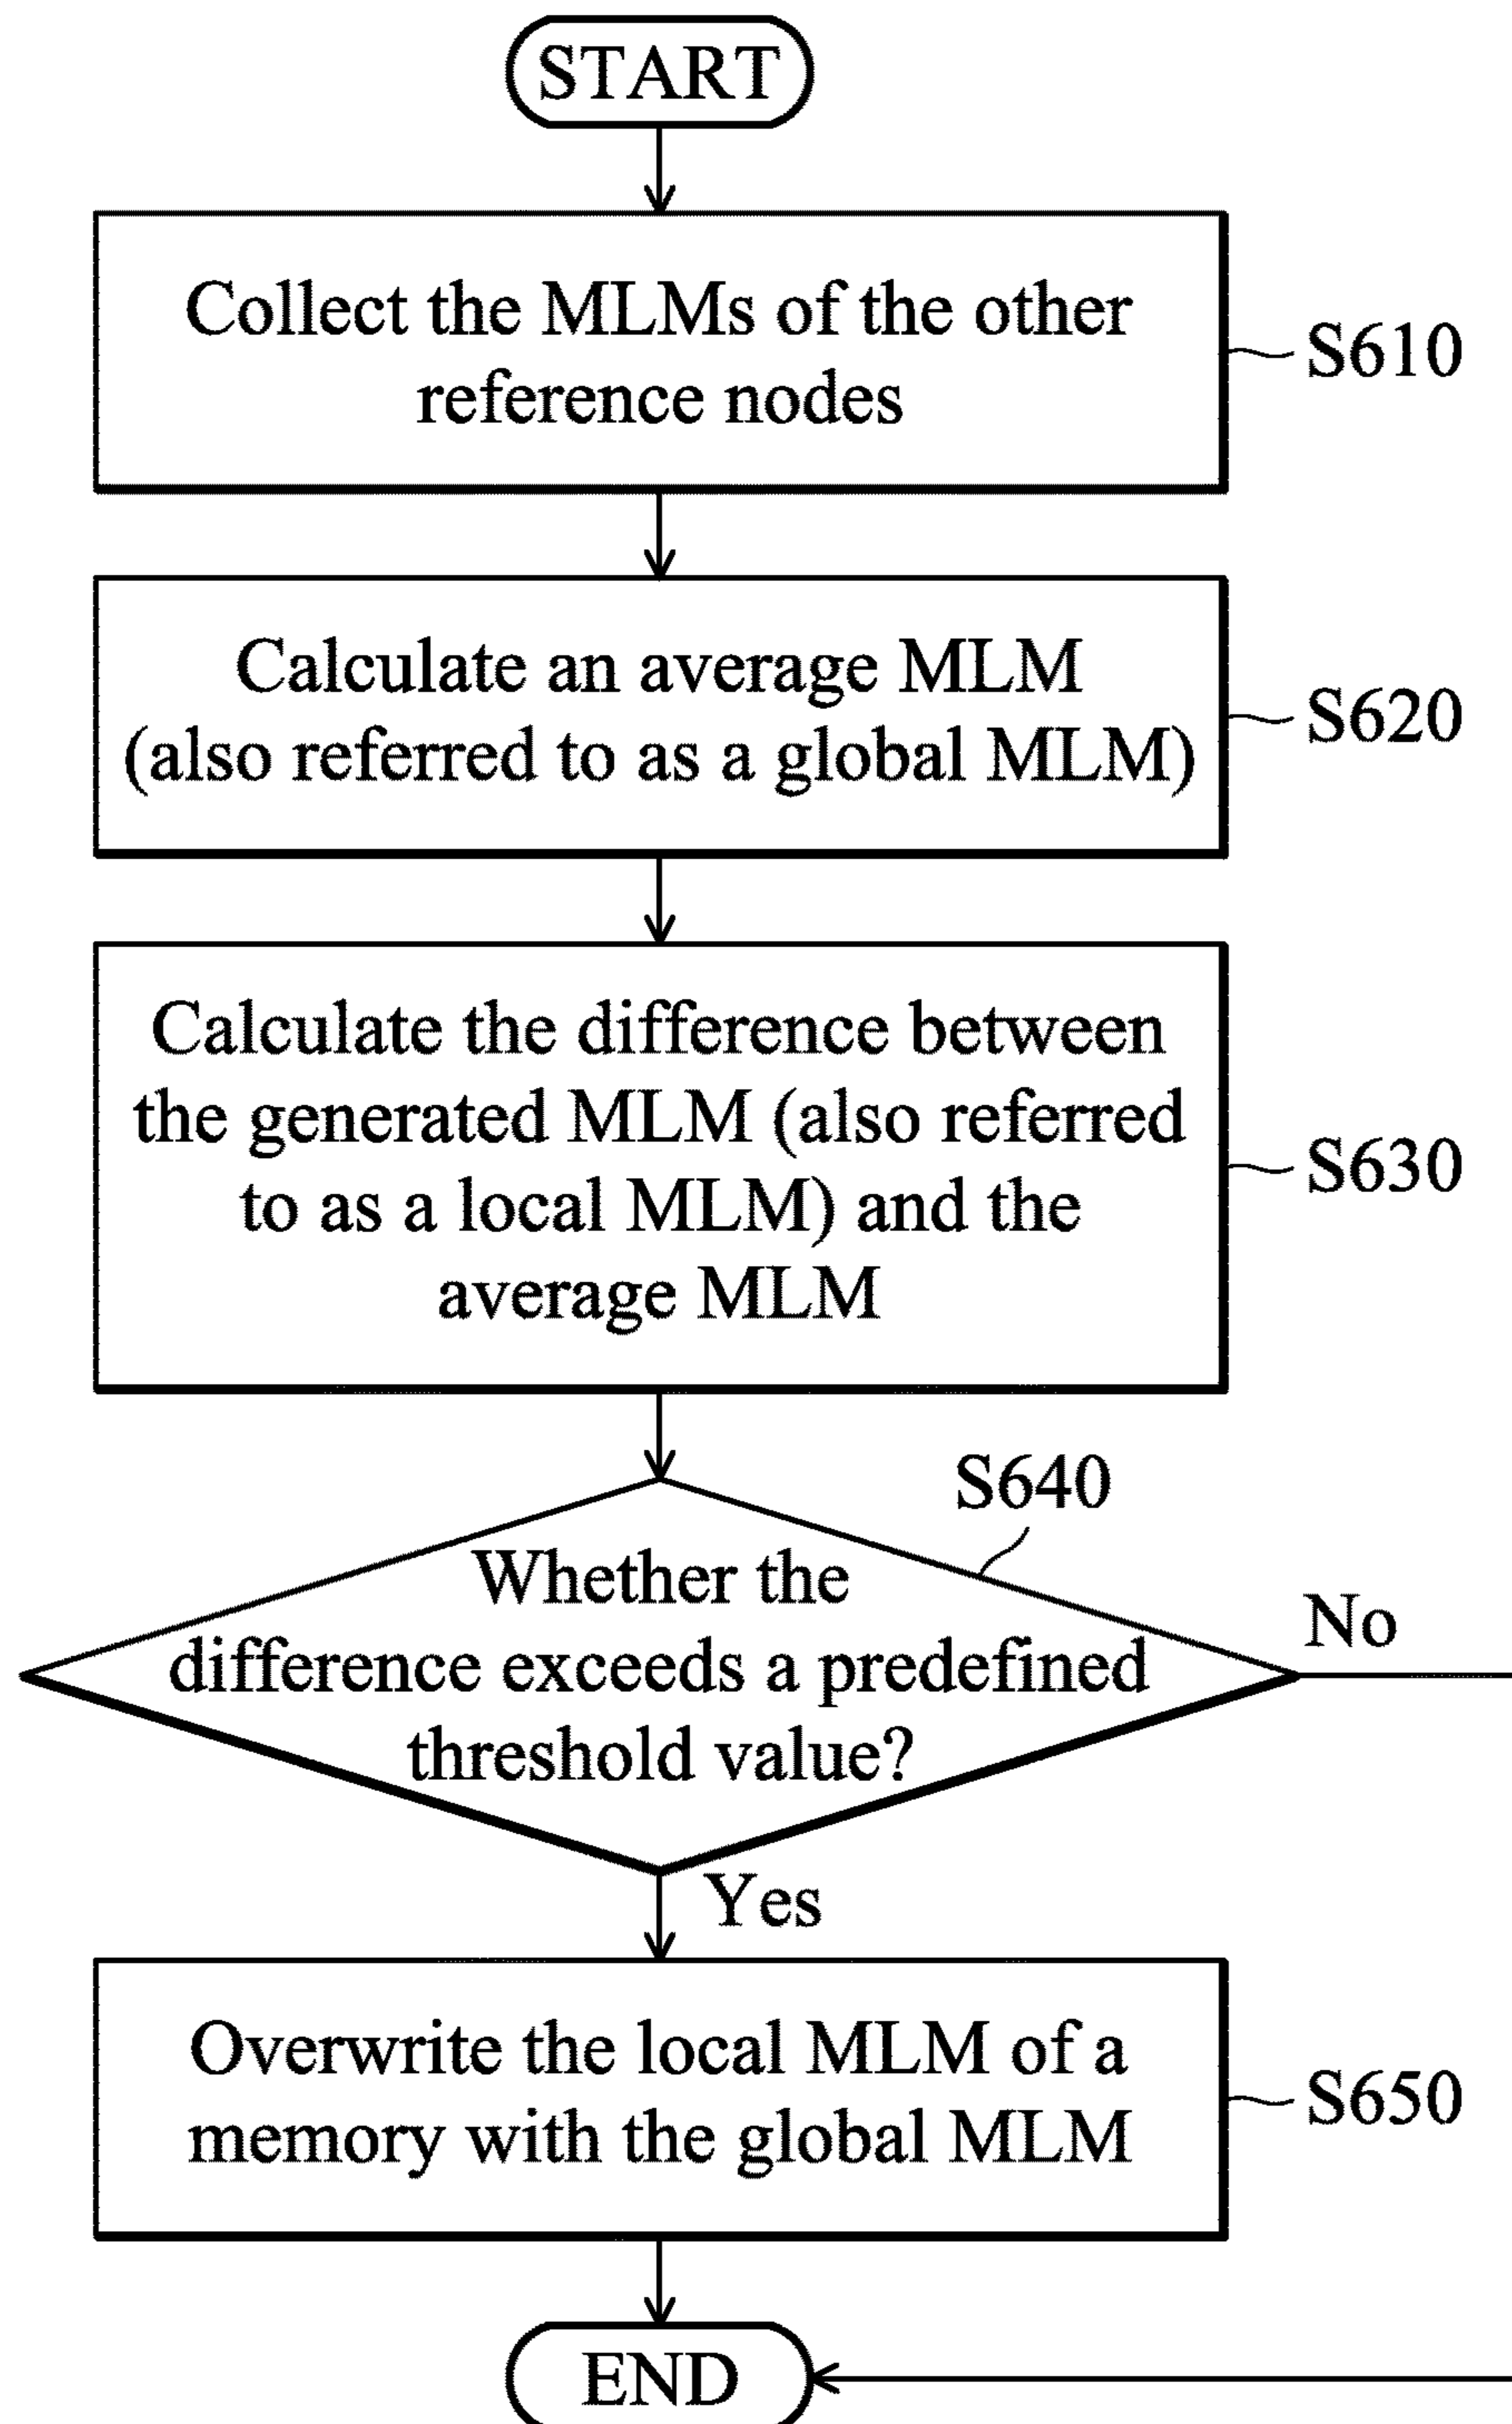 START
Collect the MLMs of the other
reference nodes
S610
Calculate an average MLM
(also referred to as a global MLM)
S620
Calculate the difference between
the generated MLM (also referred
to as a local MLM) and the
average MLM
S630
S640
Whether the
difference exceeds a predefined
threshold value?
No
Yes
Overwrite the local MLM of a
memory with the global MLM
S650
END